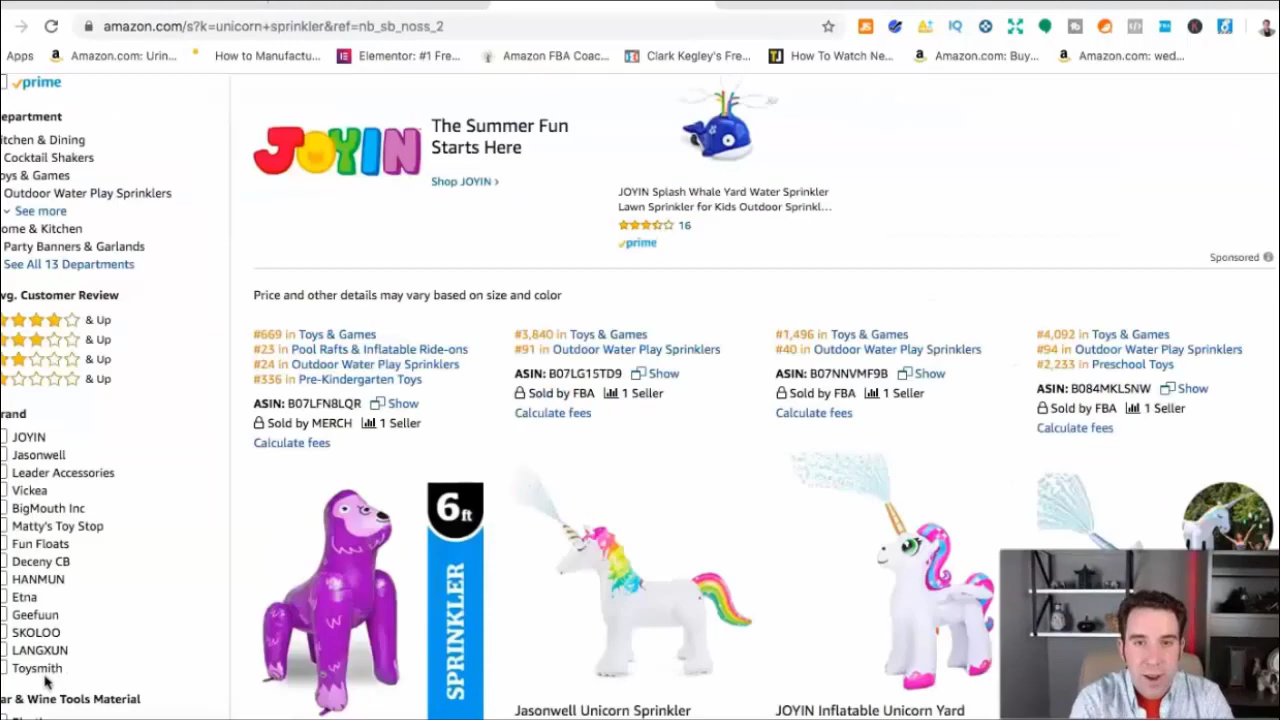 amazon.com/s?k=unicorn+sprinkler&ref=nb_sb_noss_2
Apps
Amazon.com: Urin...
How to Manufactu...
Elementor: #1 Fre...
Amazon FBA Coac...
Clark Kegley's Fre...
How To Watch Ne...
Amazon.com: Buy...
Amazon.com: wed...
prime
epartment
itchen & Dining
Cocktail Shakers
oys & Games
Outdoor Water Play Sprinklers
See more
ome & Kitchen
Party Banners & Garlands
See All 13 Departments
vg. Customer Review
& Up
& Up
& Up
& Up
rand
JOYIN
Jasonwell
Leader Accessories
Vickea
BigMouth Inc
Matty's Toy Stop
Fun Floats
Deceny CB
HANMUN
Etna
Geefuun
SKOLOO
LANGXUN
Toysmith
ar & Wine Tools Material
JOYIN
The Summer Fun
Starts Here
Shop JOYIN ›
JOYIN Splash Whale Yard Water Sprinkler
Lawn Sprinkler for Kids Outdoor Sprinkl...
16
prime
Sponsored
Price and other details may vary based on size and color
#669 in Toys & Games
#23 in Pool Rafts & Inflatable Ride-ons
#24 in Outdoor Water Play Sprinklers
#336 in Pre-Kindergarten Toys
ASIN: B07LFN8LQR Show
Sold by MERCH 1 Seller
Calculate fees
#3,840 in Toys & Games
#91 in Outdoor Water Play Sprinklers
ASIN: B07LG15TD9 Show
Sold by FBA 1 Seller
Calculate fees
#1,496 in Toys & Games
#40 in Outdoor Water Play Sprinklers
ASIN: B07NNVMF9B Show
Sold by FBA 1 Seller
Calculate fees
#4,092 in Toys & Games
#94 in Outdoor Water Play Sprinklers
#2,233 in Preschool Toys
ASIN: B084MKLSNW Show
Sold by FBA 1 Seller
Calculate fees
6ft
SPRINKLER
Jasonwell Unicorn Sprinkler
JOYIN Inflatable Unicorn Yard